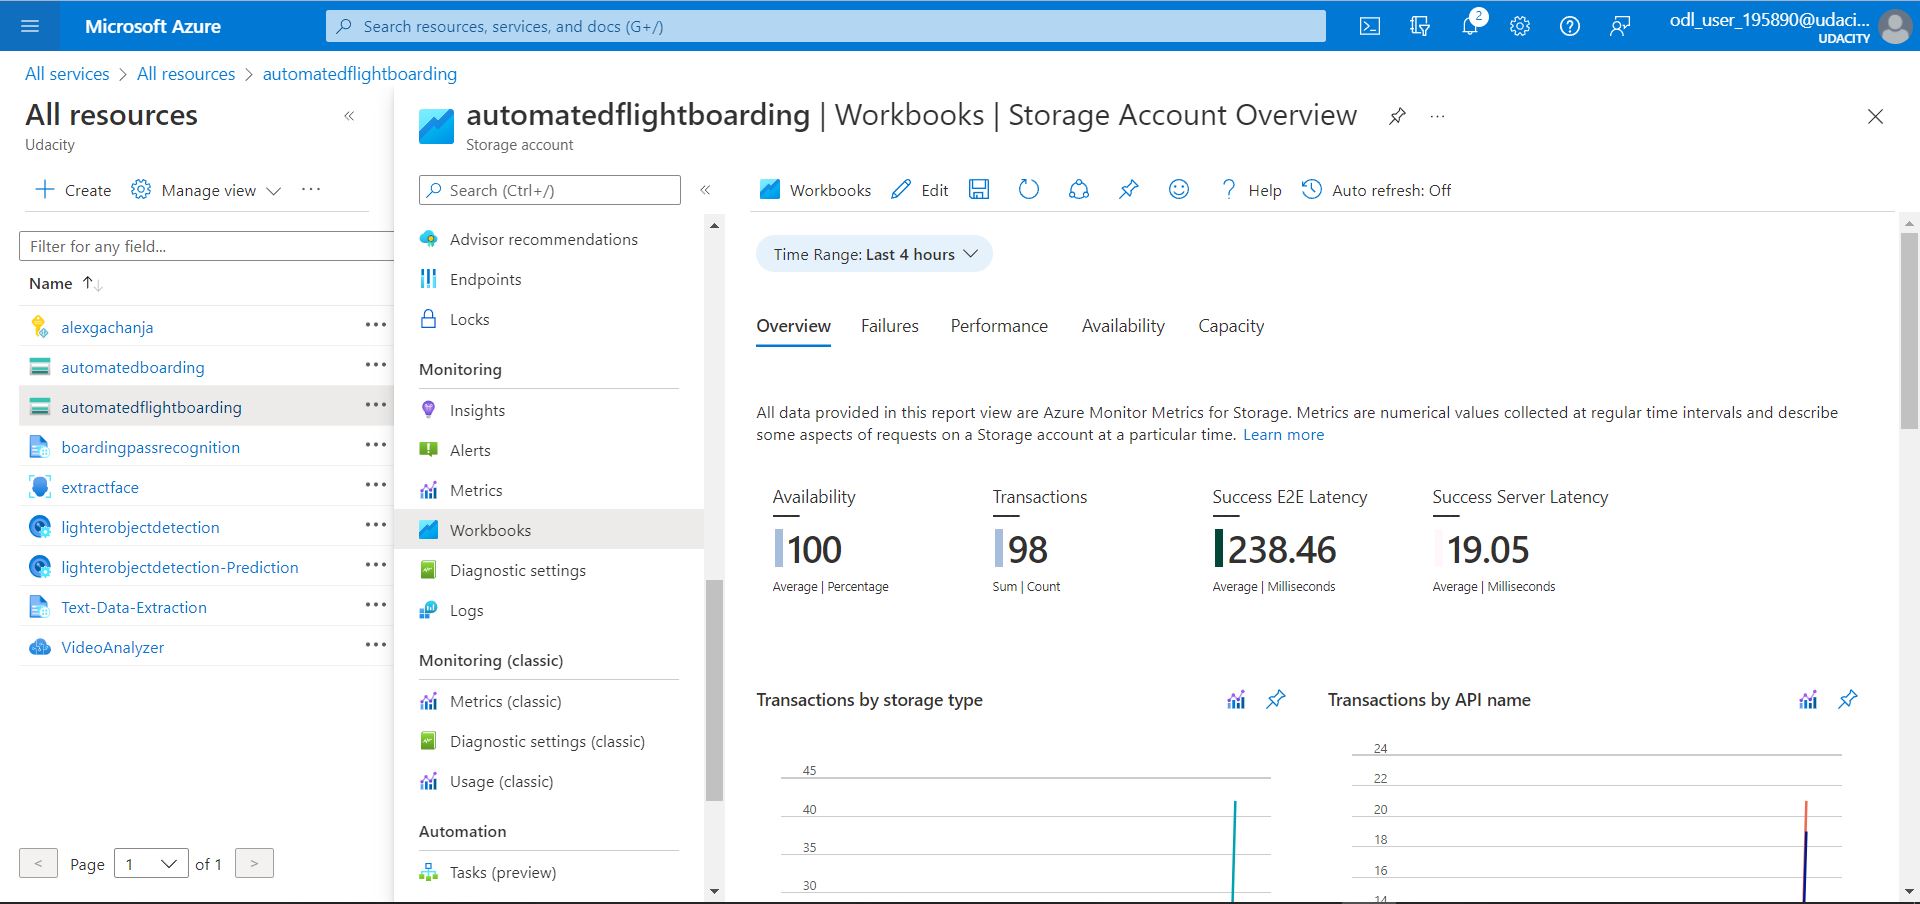 Microsoft Azure
Search resources, services, and docs (G+/)
2
odl_user_195890@udaci...
UDACITY
All services > All resources > automatedflightboarding
All resources
Udacity
Create
Manage view
Filter for any field...
Name
alexgachanja
automatedboarding
automatedflightboarding
boardingpassrecognition
extractface
lighterobjectdetection
lighterobjectdetection-Prediction
Text-Data-Extraction
VideoAnalyzer
< Page 1 of 1 >
automatedflightboarding | Workbooks | Storage Account Overview
Storage account
Search (Ctrl+/)
Advisor recommendations
Endpoints
Locks
Monitoring
Insights
Alerts
Metrics
Workbooks
Diagnostic settings
Logs
Monitoring (classic)
Metrics (classic)
Diagnostic settings (classic)
Usage (classic)
Automation
Tasks (preview)
Workbooks
Edit
Help
Auto refresh: Off
Time Range: Last 4 hours
Overview Failures Performance Availability Capacity
All data provided in this report view are Azure Monitor Metrics for Storage. Metrics are numerical values collected at regular time intervals and describe
some aspects of requests on a Storage account at a particular time. Learn more
Availability
100
Average | Percentage
Transactions
98
Sum | Count
Success E2E Latency
238.46
Average | Milliseconds
Success Server Latency
19.05
Average | Milliseconds
Transactions by storage type
45
40
35
30
Transactions by API name
24
22
20
18
16
14